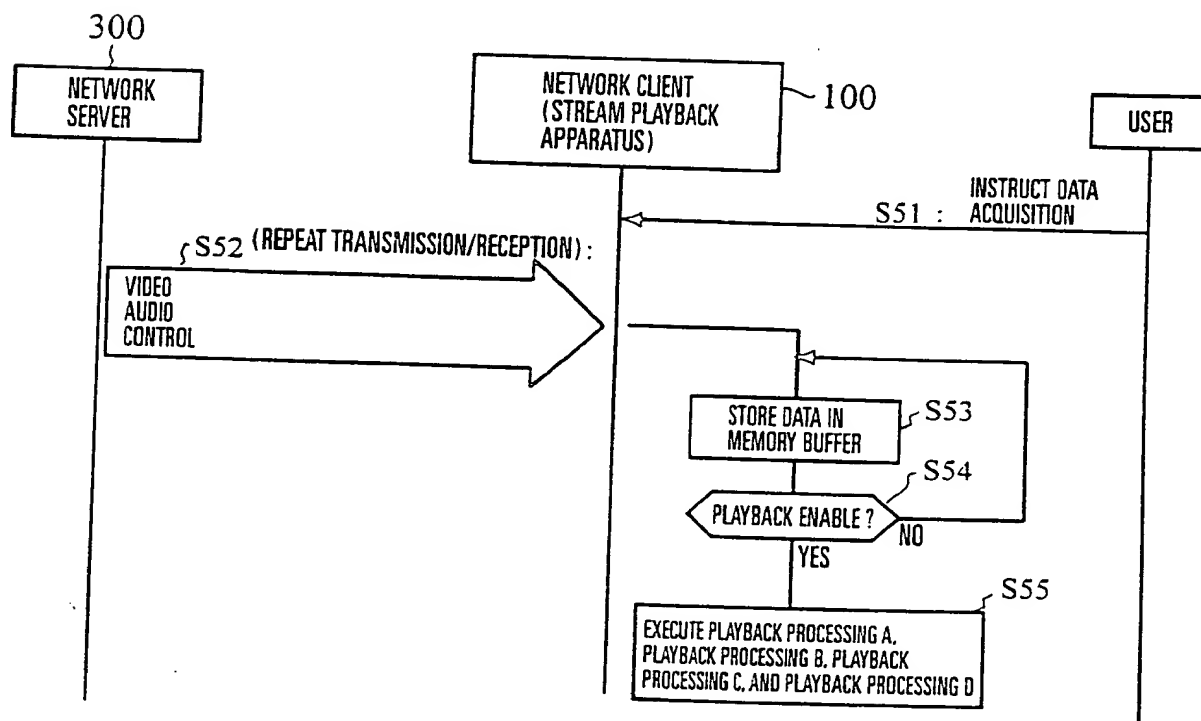 300
NETWORK
SERVER
NETWORK CLIENT
(STREAM PLAYBACK
APPARATUS)
100
USER
S51 :
INSTRUCT DATA
ACQUISITION
S52 (REPEAT TRANSMISSION/RECEPTION) :
VIDEO
AUDIO
CONTROL
STORE DATA IN
MEMORY BUFFER
S53
S54
PLAYBACK ENABLE ?
NO
YES
S55
EXECUTE PLAYBACK PROCESSING A,
PLAYBACK PROCESSING B, PLAYBACK
PROCESSING C, AND PLAYBACK PROCESSING D